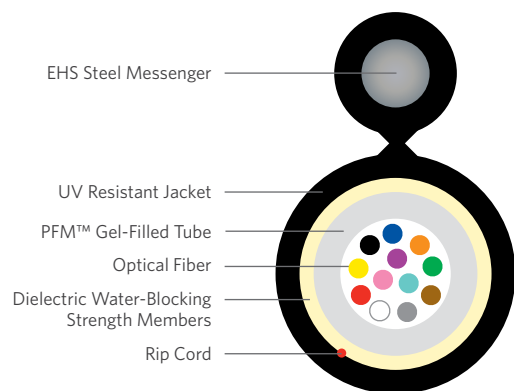 EHS Steel Messenger
UV Resistant Jacket
PFM™ Gel-Filled Tube
Optical Fiber
Dielectric Water-Blocking
Strength Members
Rip Cord